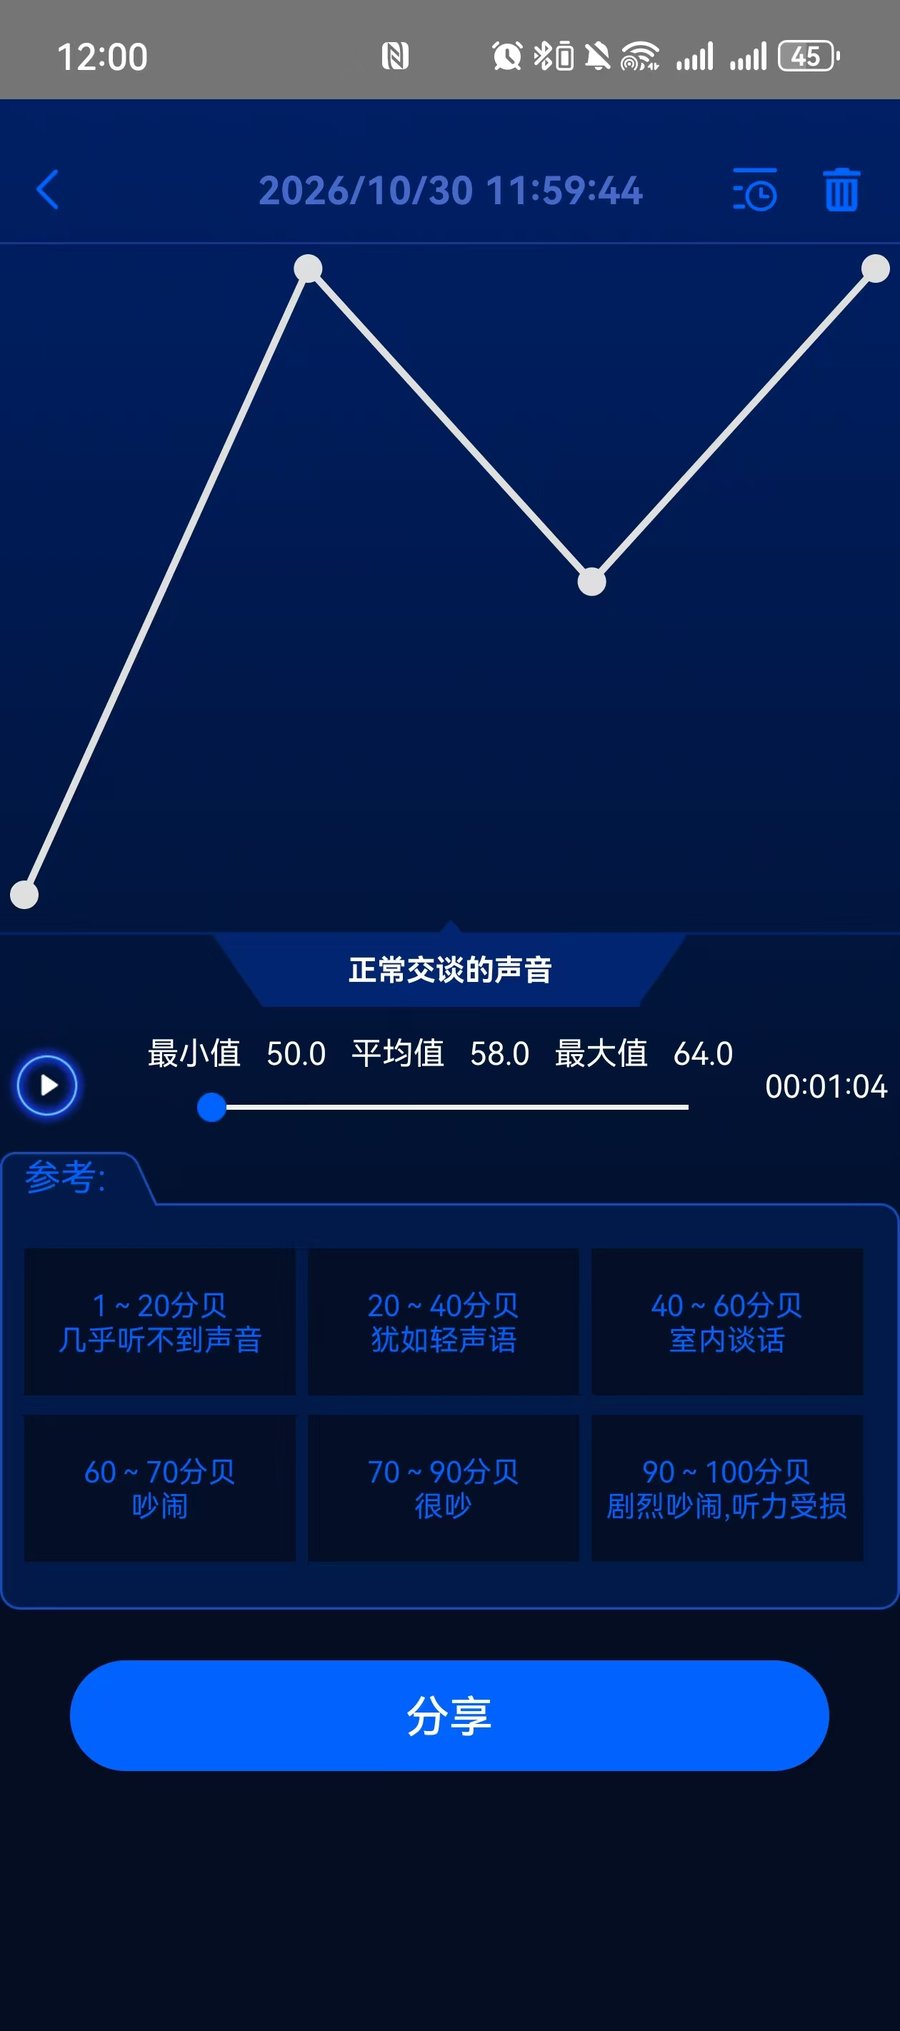 12:00
45
2026/10/30 11:59:44
正常交谈的声音
最小值 50.0 平均值 58.0 最大值 64.0
00:01:04
参考:
1 ~ 20分贝
几乎听不到声音
20 ~ 40分贝
犹如轻声语
40 ~ 60分贝
室内谈话
60 ~ 70分贝
吵闹
70 ~ 90分贝
很吵
90 ~ 100分贝
剧烈吵闹,听力受损
分享